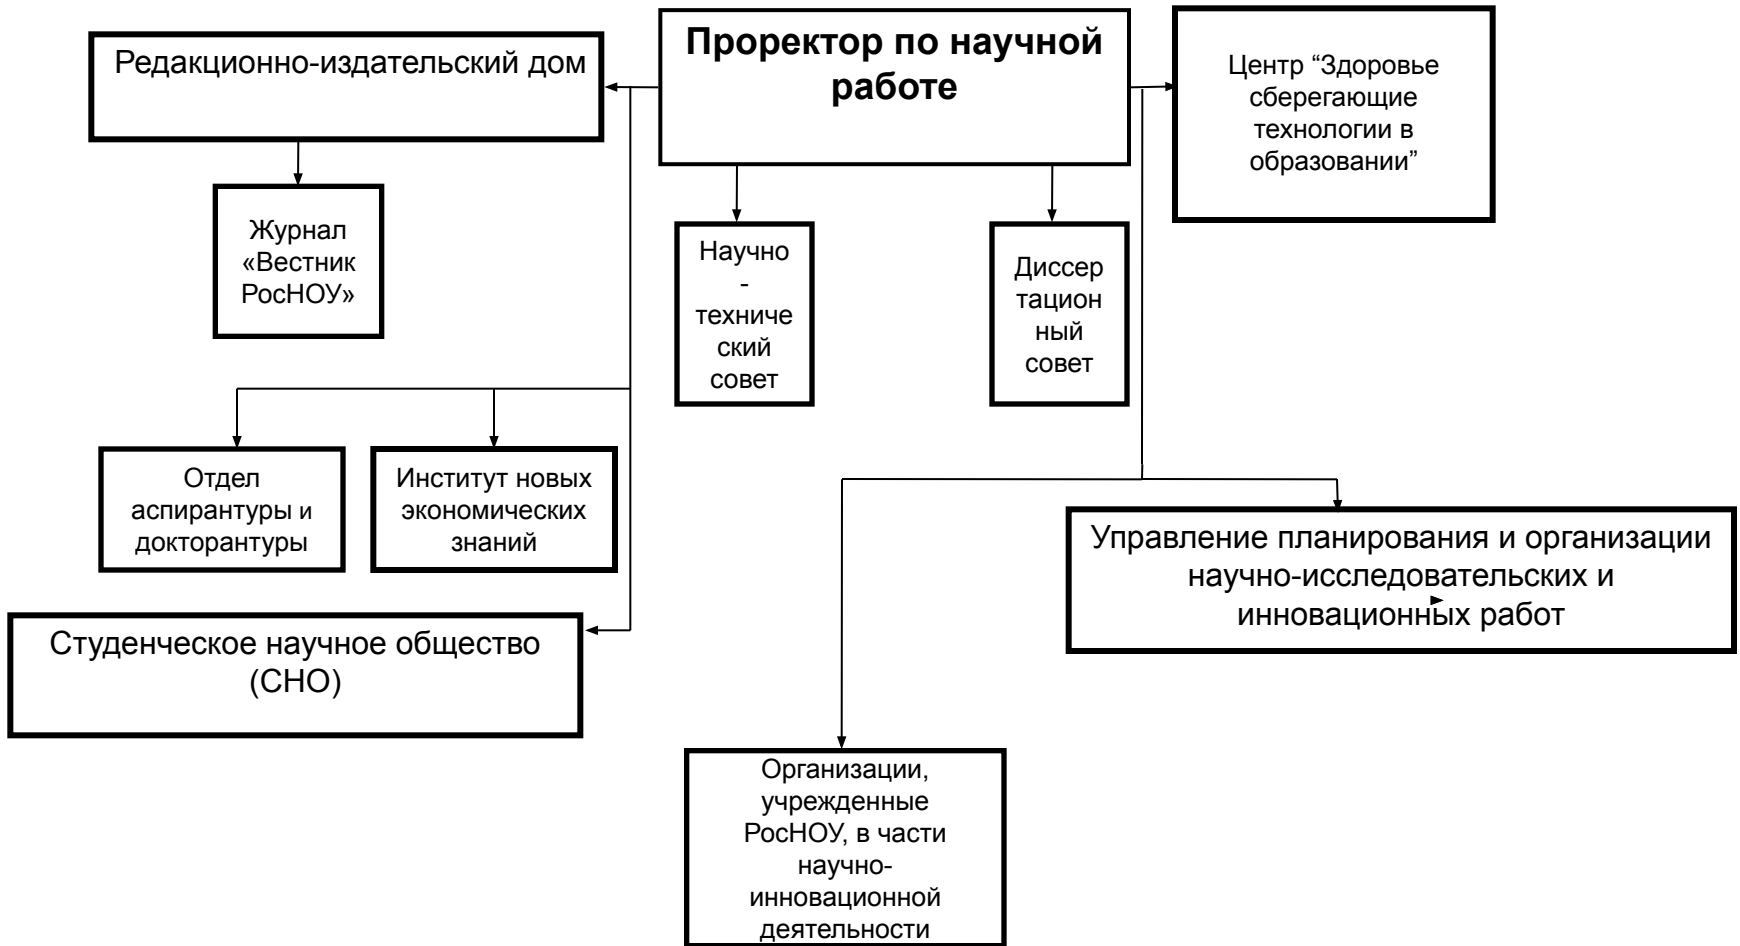 Редакционно-издательский дом
Проректор по научной
работе
Центр “Здоровье
сберегающие
технологии в
образовании”
Журнал
«Вестник
РосНОУ»
Научно
-
техниче
ский
совет
Диссер
тацион
ный
совет
Отдел
аспирантуры и
докторантуры
Институт новых
экономических
знаний
Управление планирования и организации
научно-исследовательских и
инновационных работ
Студенческое научное общество
(СНО)
Организации,
учрежденные
РосНОУ, в части
научно-
инновационной
деятельности